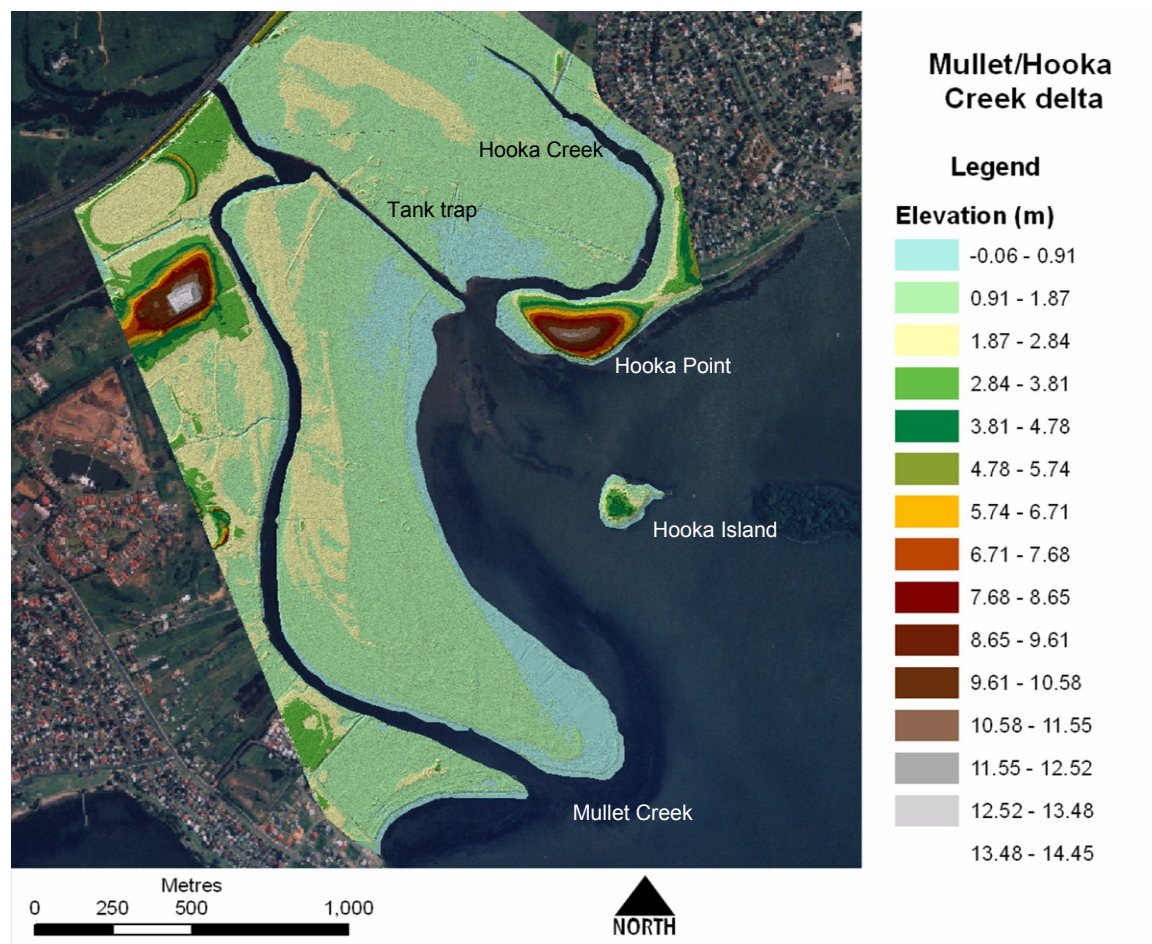 Mullet/Hooka
Creek delta
Legend
Elevation (m)
-0.06 - 0.91
0.91 - 1.87
1.87 - 2.84
2.84 - 3.81
3.81 - 4.78
4.78 - 5.74
5.74 - 6.71
6.71 - 7.68
7.68 - 8.65
8.65 - 9.61
9.61 - 10.58
10.58 - 11.55
11.55 - 12.52
12.52 - 13.48
13.48 - 14.45
Hooka Creek
Tank trap
Hooka Point
Hooka Island
Mullet Creek
Metres
0 250 500 1,000
NORTH